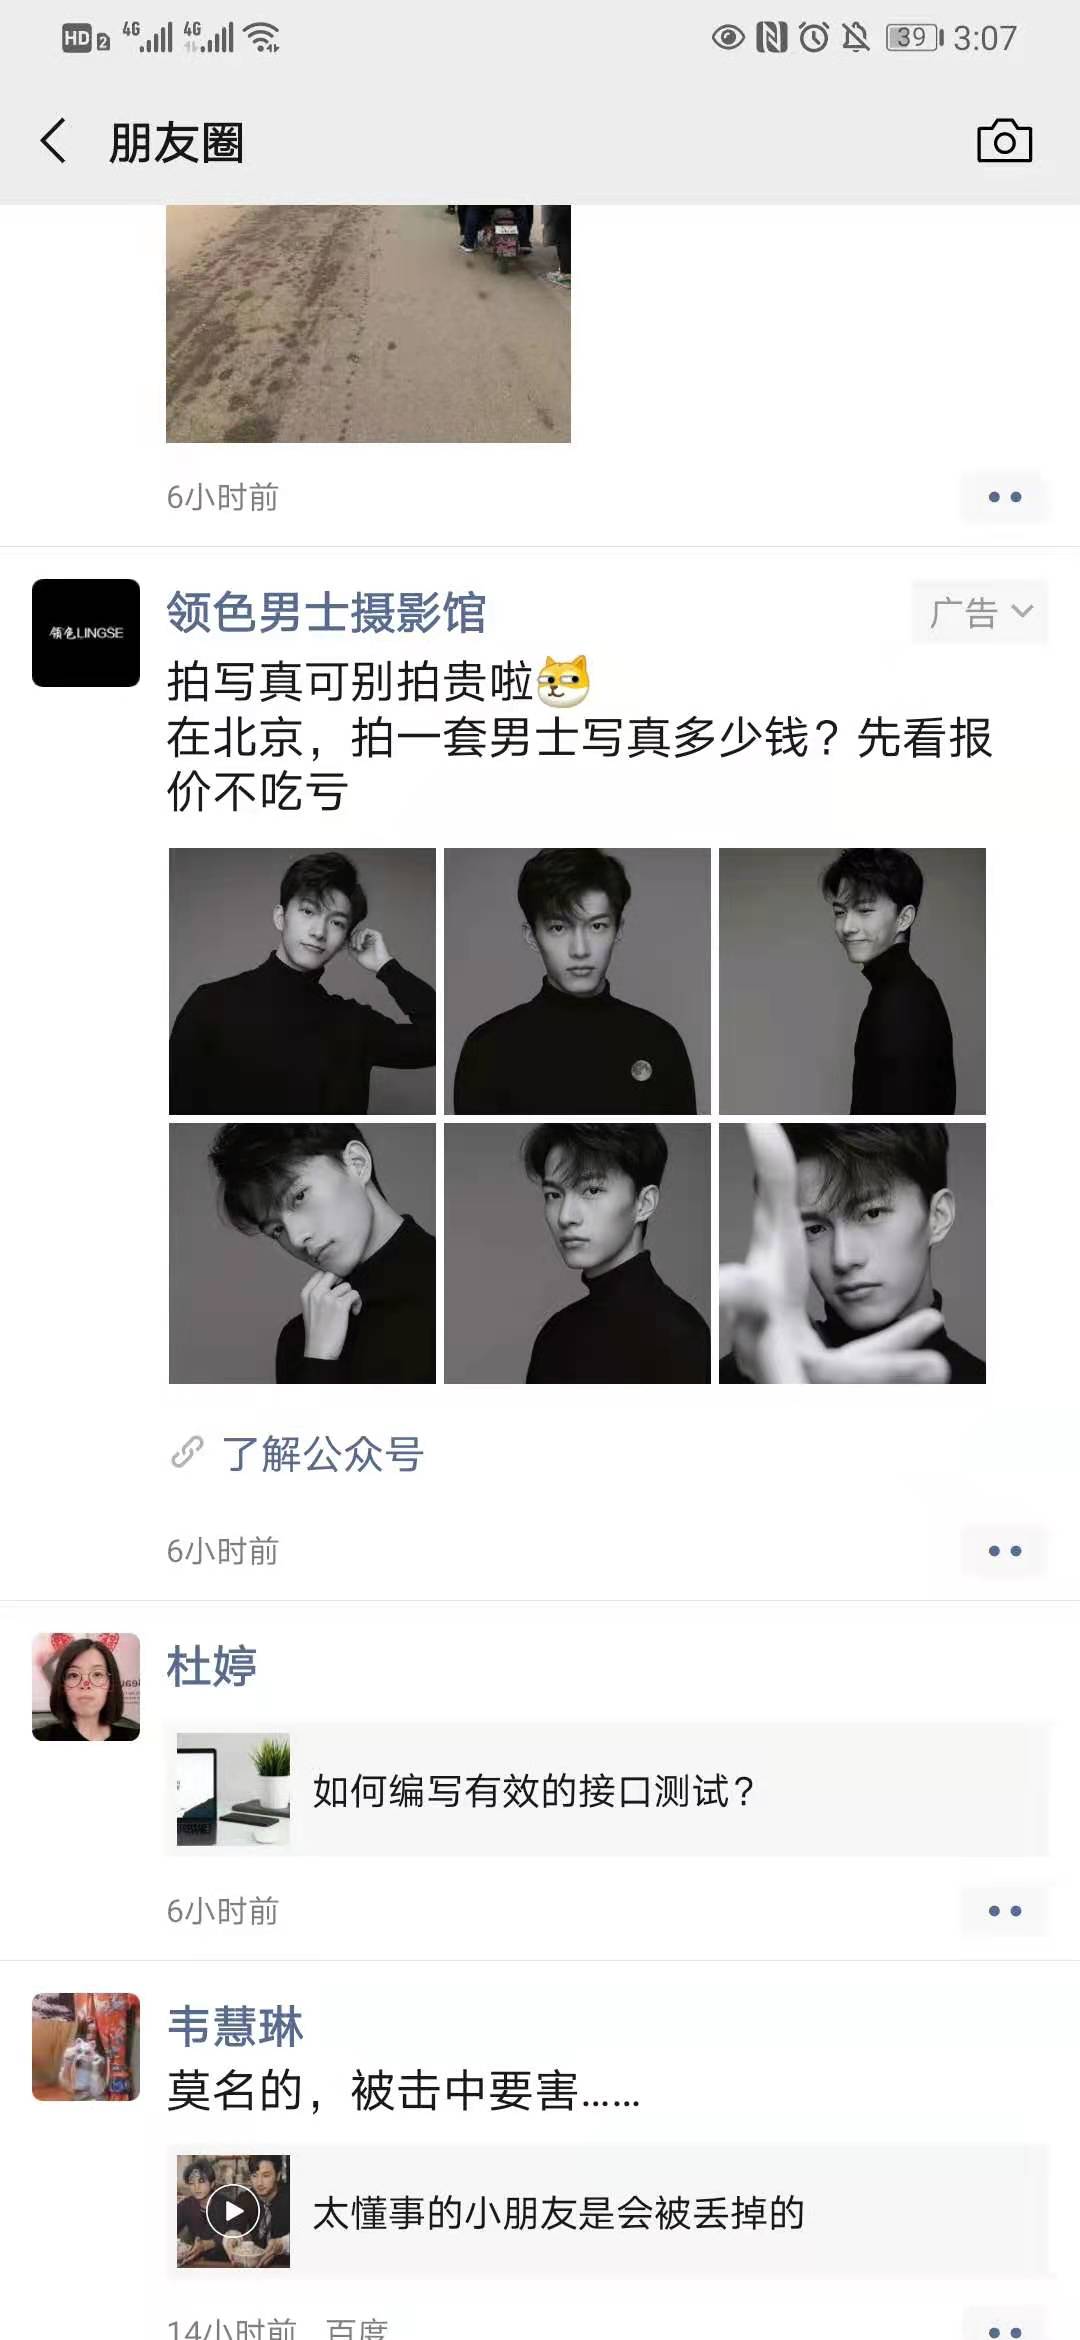 HD 2 4G 4G 39 3:07
朋友圈
6小时前
领色LINGSE
领色男士摄影馆
广告
拍写真可别拍贵啦
在北京，拍一套男士写真多少钱？先看报
价不吃亏
了解公众号
6小时前
杜婷
如何编写有效的接口测试？
6小时前
韦慧琳
莫名的，被击中要害……
太懂事的小朋友是会被丢掉的
14小时前 百度